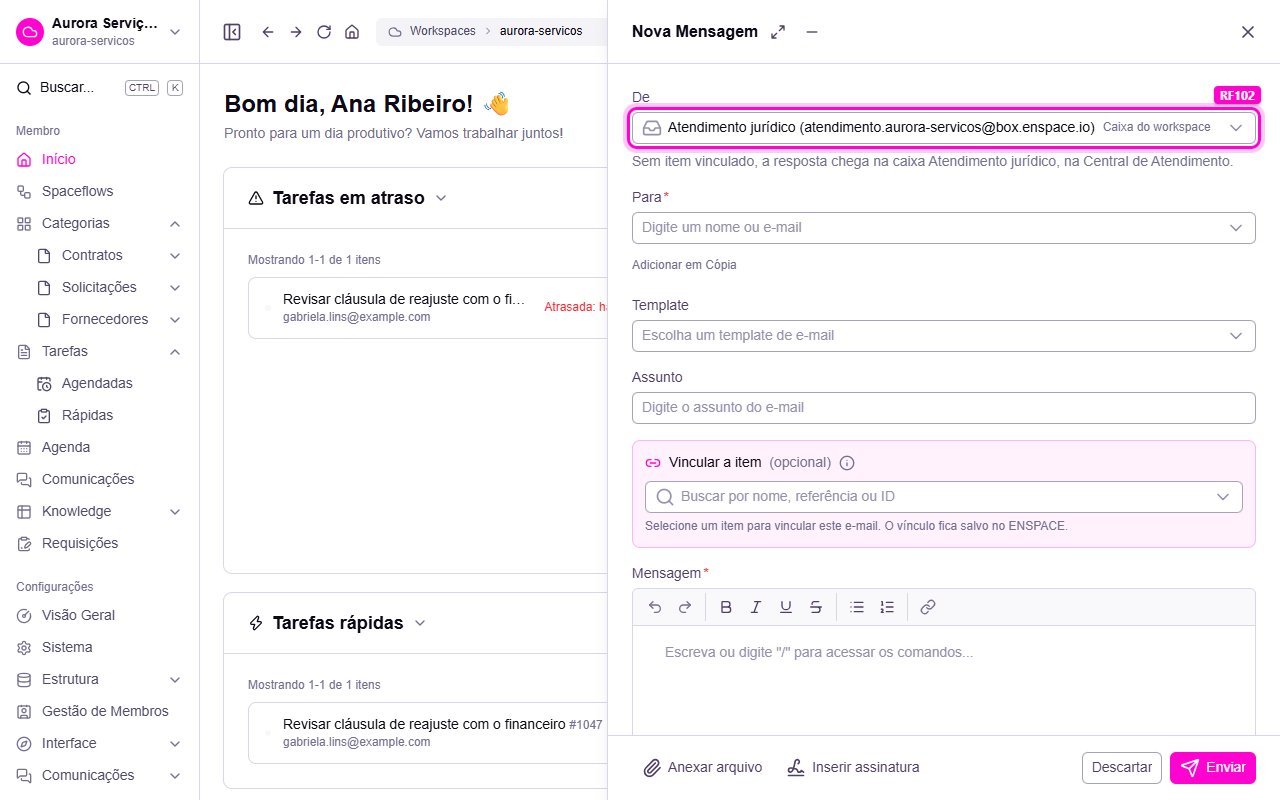 Aurora Serviç...
aurora-servicos
Buscar...
CTRL
K
Membro
Início
Spaceflows
Categorias
Contratos
Solicitações
Fornecedores
Tarefas
Agendadas
Rápidas
Agenda
Comunicações
Knowledge
Requisições
Configurações
Visão Geral
Sistema
Estrutura
Gestão de Membros
Interface
Comunicações
Workspaces
aurora-servicos
Bom dia, Ana Ribeiro! 👋
Pronto para um dia produtivo? Vamos trabalhar juntos!
Tarefas em atraso
Mostrando 1-1 de 1 itens
Revisar cláusula de reajuste com o fi...
gabriela.lins@example.com
Atrasada: há
Tarefas rápidas
Mostrando 1-1 de 1 itens
Revisar cláusula de reajuste com o financeiro #1047
gabriela.lins@example.com
Nova Mensagem
De
RF102
Atendimento jurídico (atendimento.aurora-servicos@box.enspace.io) Caixa do workspace
Sem item vinculado, a resposta chega na caixa Atendimento jurídico, na Central de Atendimento.
Para*
Digite um nome ou e-mail
Adicionar em Cópia
Template
Escolha um template de e-mail
Assunto
Digite o assunto do e-mail
Vincular a item (opcional)
Buscar por nome, referência ou ID
Selecione um item para vincular este e-mail. O vínculo fica salvo no ENSPACE.
Mensagem*
Escreva ou digite "/" para acessar os comandos...
Anexar arquivo
Inserir assinatura
Descartar
Enviar